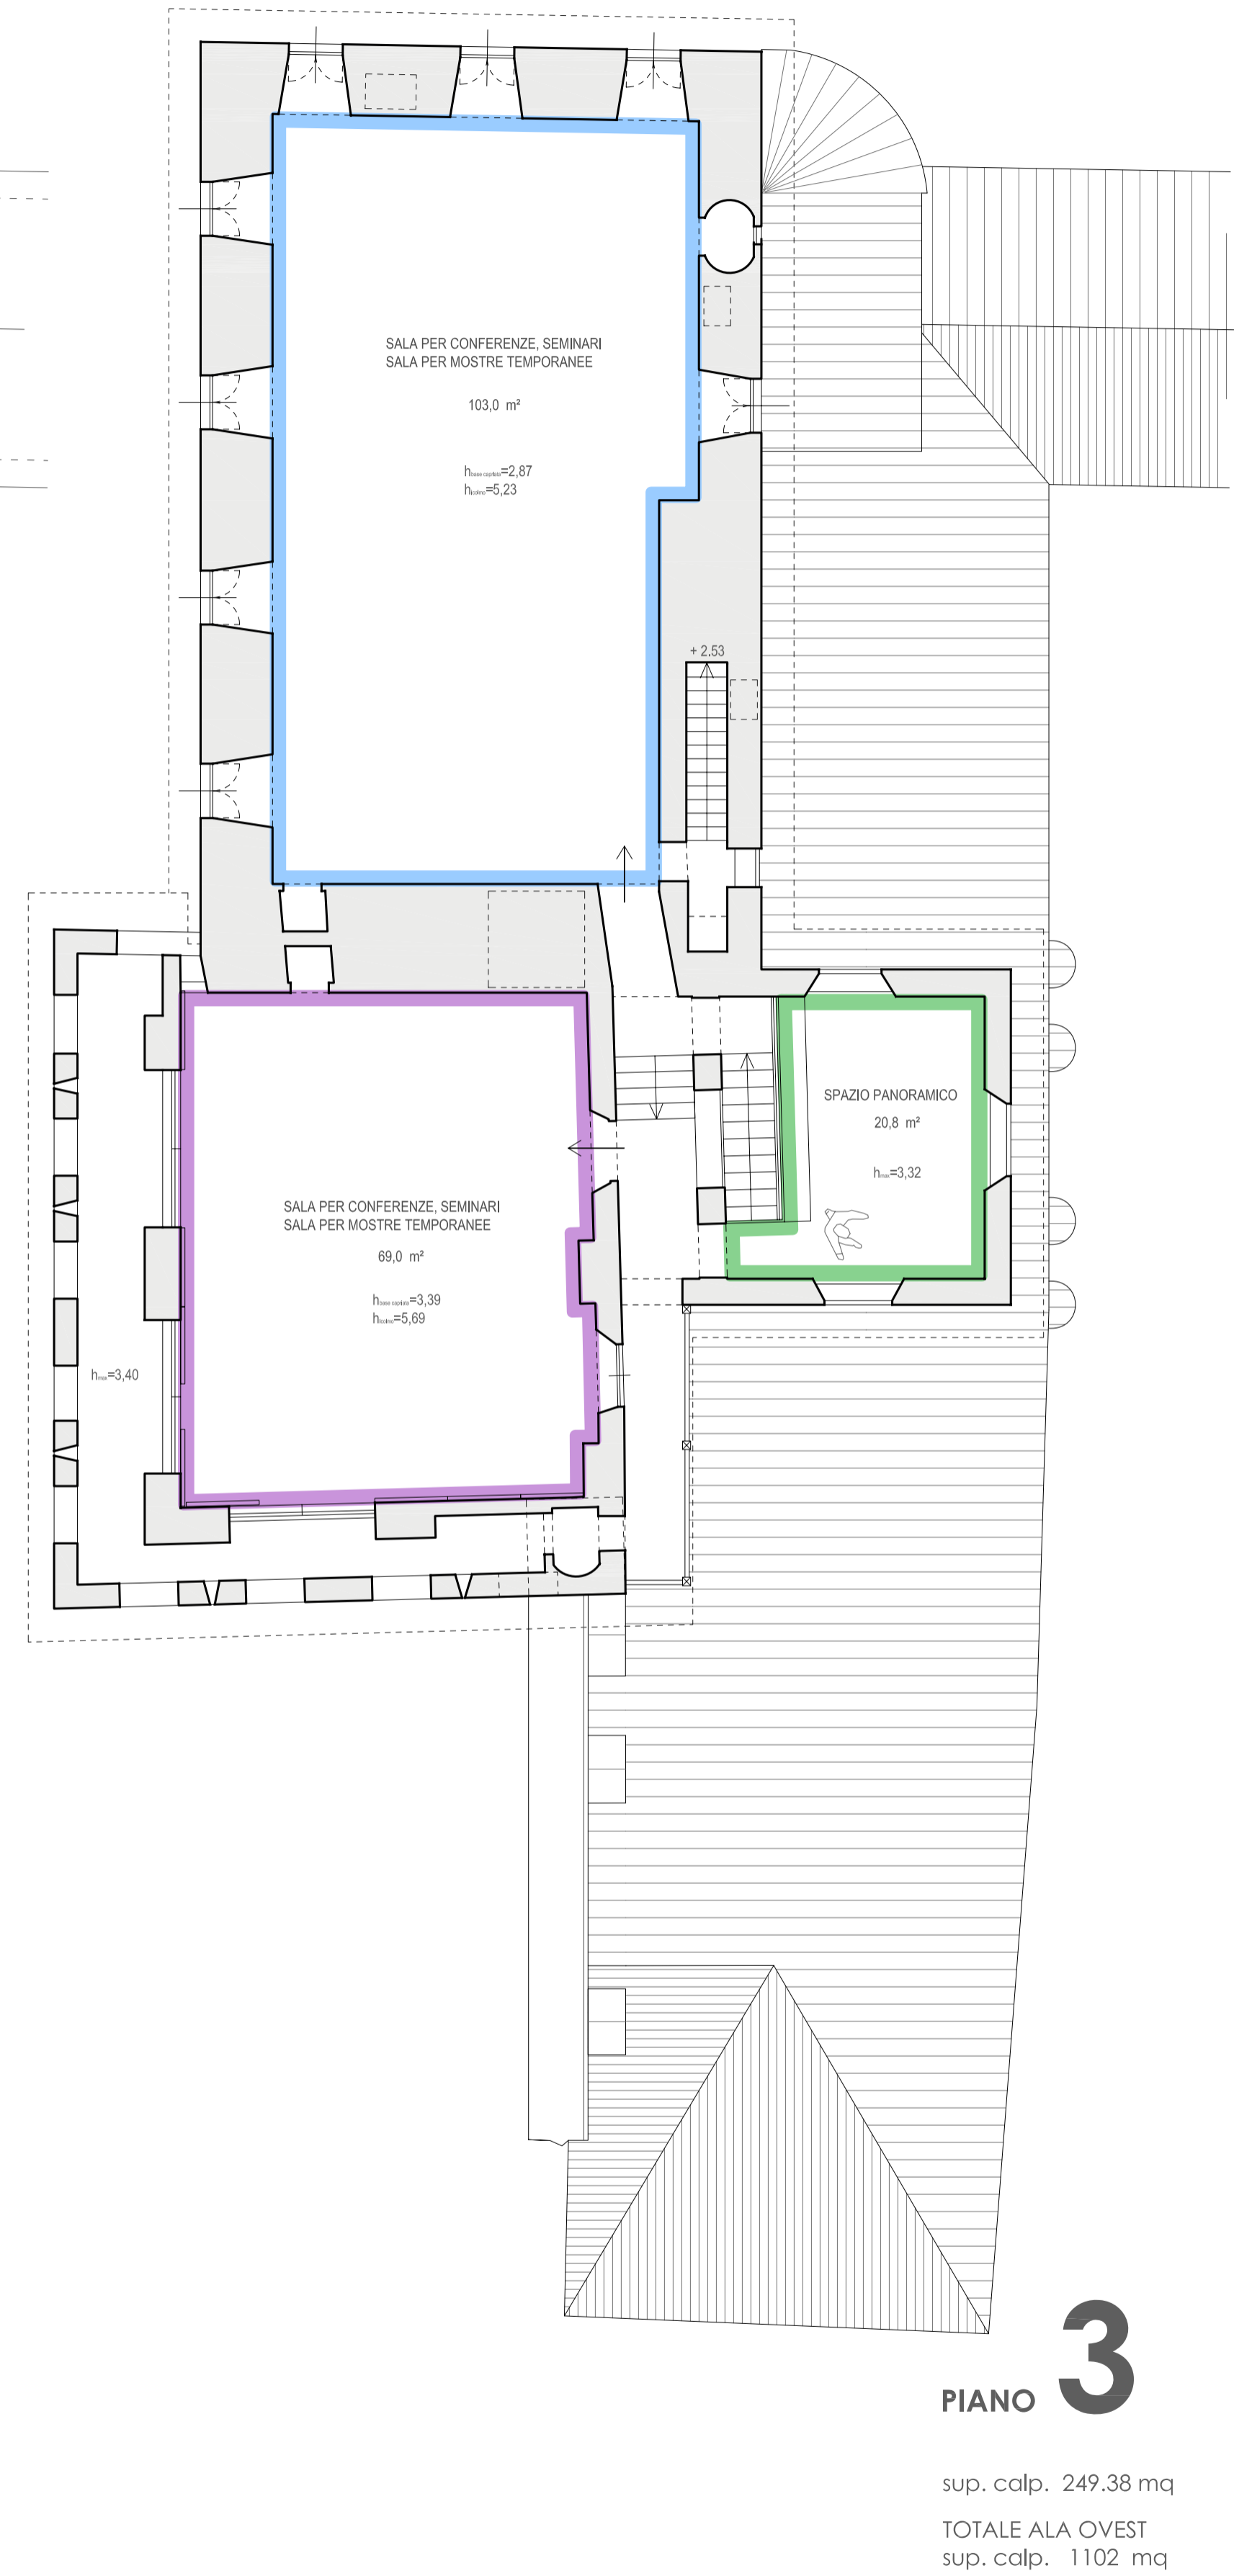 SALA PER CONFERENZE, SEMINARI
SALA PER MOSTRE TEMPORANEE
103,0 m²
h=2,87
h=5,23
+ 2.53
SPAZIO PANORAMICO
20,8 m²
h=3,32
SALA PER CONFERENZE, SEMINARI
SALA PER MOSTRE TEMPORANEE
69,0 m²
h=3,39
h=5,69
h=3,40
PIANO 3
sup. calp. 249.38 mq
TOTALE ALA OVEST
sup. calp. 1102 mq